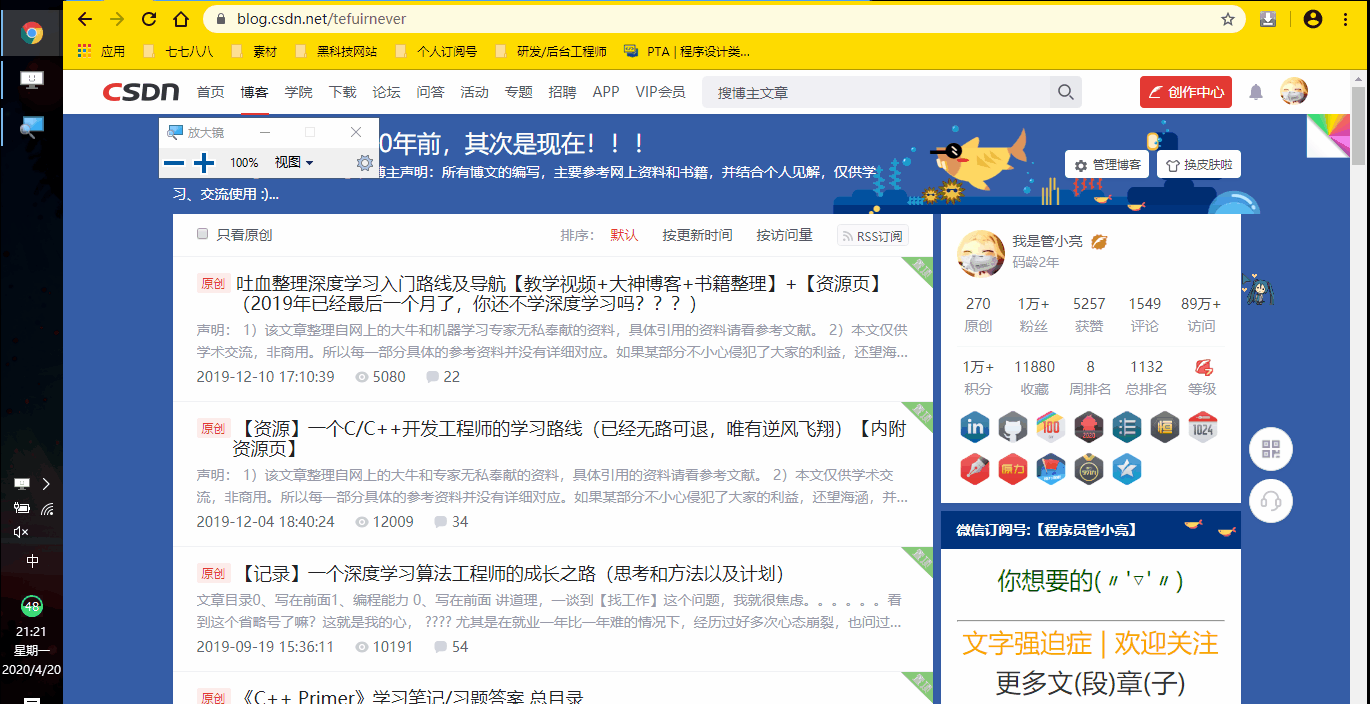 blog.csdn.net/tefuirnever
应用 七七八八 素材 黑科技网站 个人订阅号 研发/后台工程师 PTA | 程序设计类...
CSDN 首页 博客 学院 下载 论坛 问答 活动 专题 招聘 APP VIP会员 搜博主文章 创作中心
放大镜
100% 视图
0年前，其次是现在！！！
博主声明：所有博文的编写，主要参考网上资料和书籍，并结合个人见解，仅供学
习、交流使用 :)...
管理博客 换皮肤啦
只看原创 排序： 默认 按更新时间 按访问量 RSS订阅
置顶
原创 吐血整理深度学习入门路线及导航【教学视频+大神博客+书籍整理】+【资源页】
（2019年已经最后一个月了，你还不学深度学习吗？？？）
声明： 1）该文章整理自网上的大牛和机器学习专家无私奉献的资料，具体引用的资料请看参考文献。 2）本文仅供
学术交流，非商用。所以每一部分具体的参考资料并没有详细对应。如果某部分不小心侵犯了大家的利益，还望海...
2019-12-10 17:10:39 5080 22
置顶
原创 【资源】一个C/C++开发工程师的学习路线（已经无路可退，唯有逆风飞翔）【内附
资源页】
声明： 1）该文章整理自网上的大牛和专家无私奉献的资料，具体引用的资料请看参考文献。 2）本文仅供学术交
流，非商用。所以每一部分具体的参考资料并没有详细对应。如果某部分不小心侵犯了大家的利益，还望海涵，并...
2019-12-04 18:40:24 12009 34
置顶
原创 【记录】一个深度学习算法工程师的成长之路（思考和方法以及计划）
文章目录0、写在前面1、编程能力 0、写在前面 讲道理，一谈到【找工作】这个问题，我就很焦虑。。。。。。看
到这个省略号了嘛？这就是我的心， ???? 尤其是在就业一年比一年难的情况下，经历过好多次心态崩裂，也问过...
2019-09-19 15:36:11 10191 54
置顶
原创 《C++ Primer》学习笔记/习题答案 总目录
我是管小亮
码龄2年
270 1万+ 5257 1549 89万+
原创 粉丝 获赞 评论 访问
1万+ 11880 8 1132
积分 收藏 周排名 总排名 等级
in 100 2020 恒 1024
原力
微信订阅号:【程序员管小亮】
你想要的(〃'▽'〃)
文字强迫症 | 欢迎关注
更多文(段)章(子)
中
48
21:21
星期一
2020/4/20